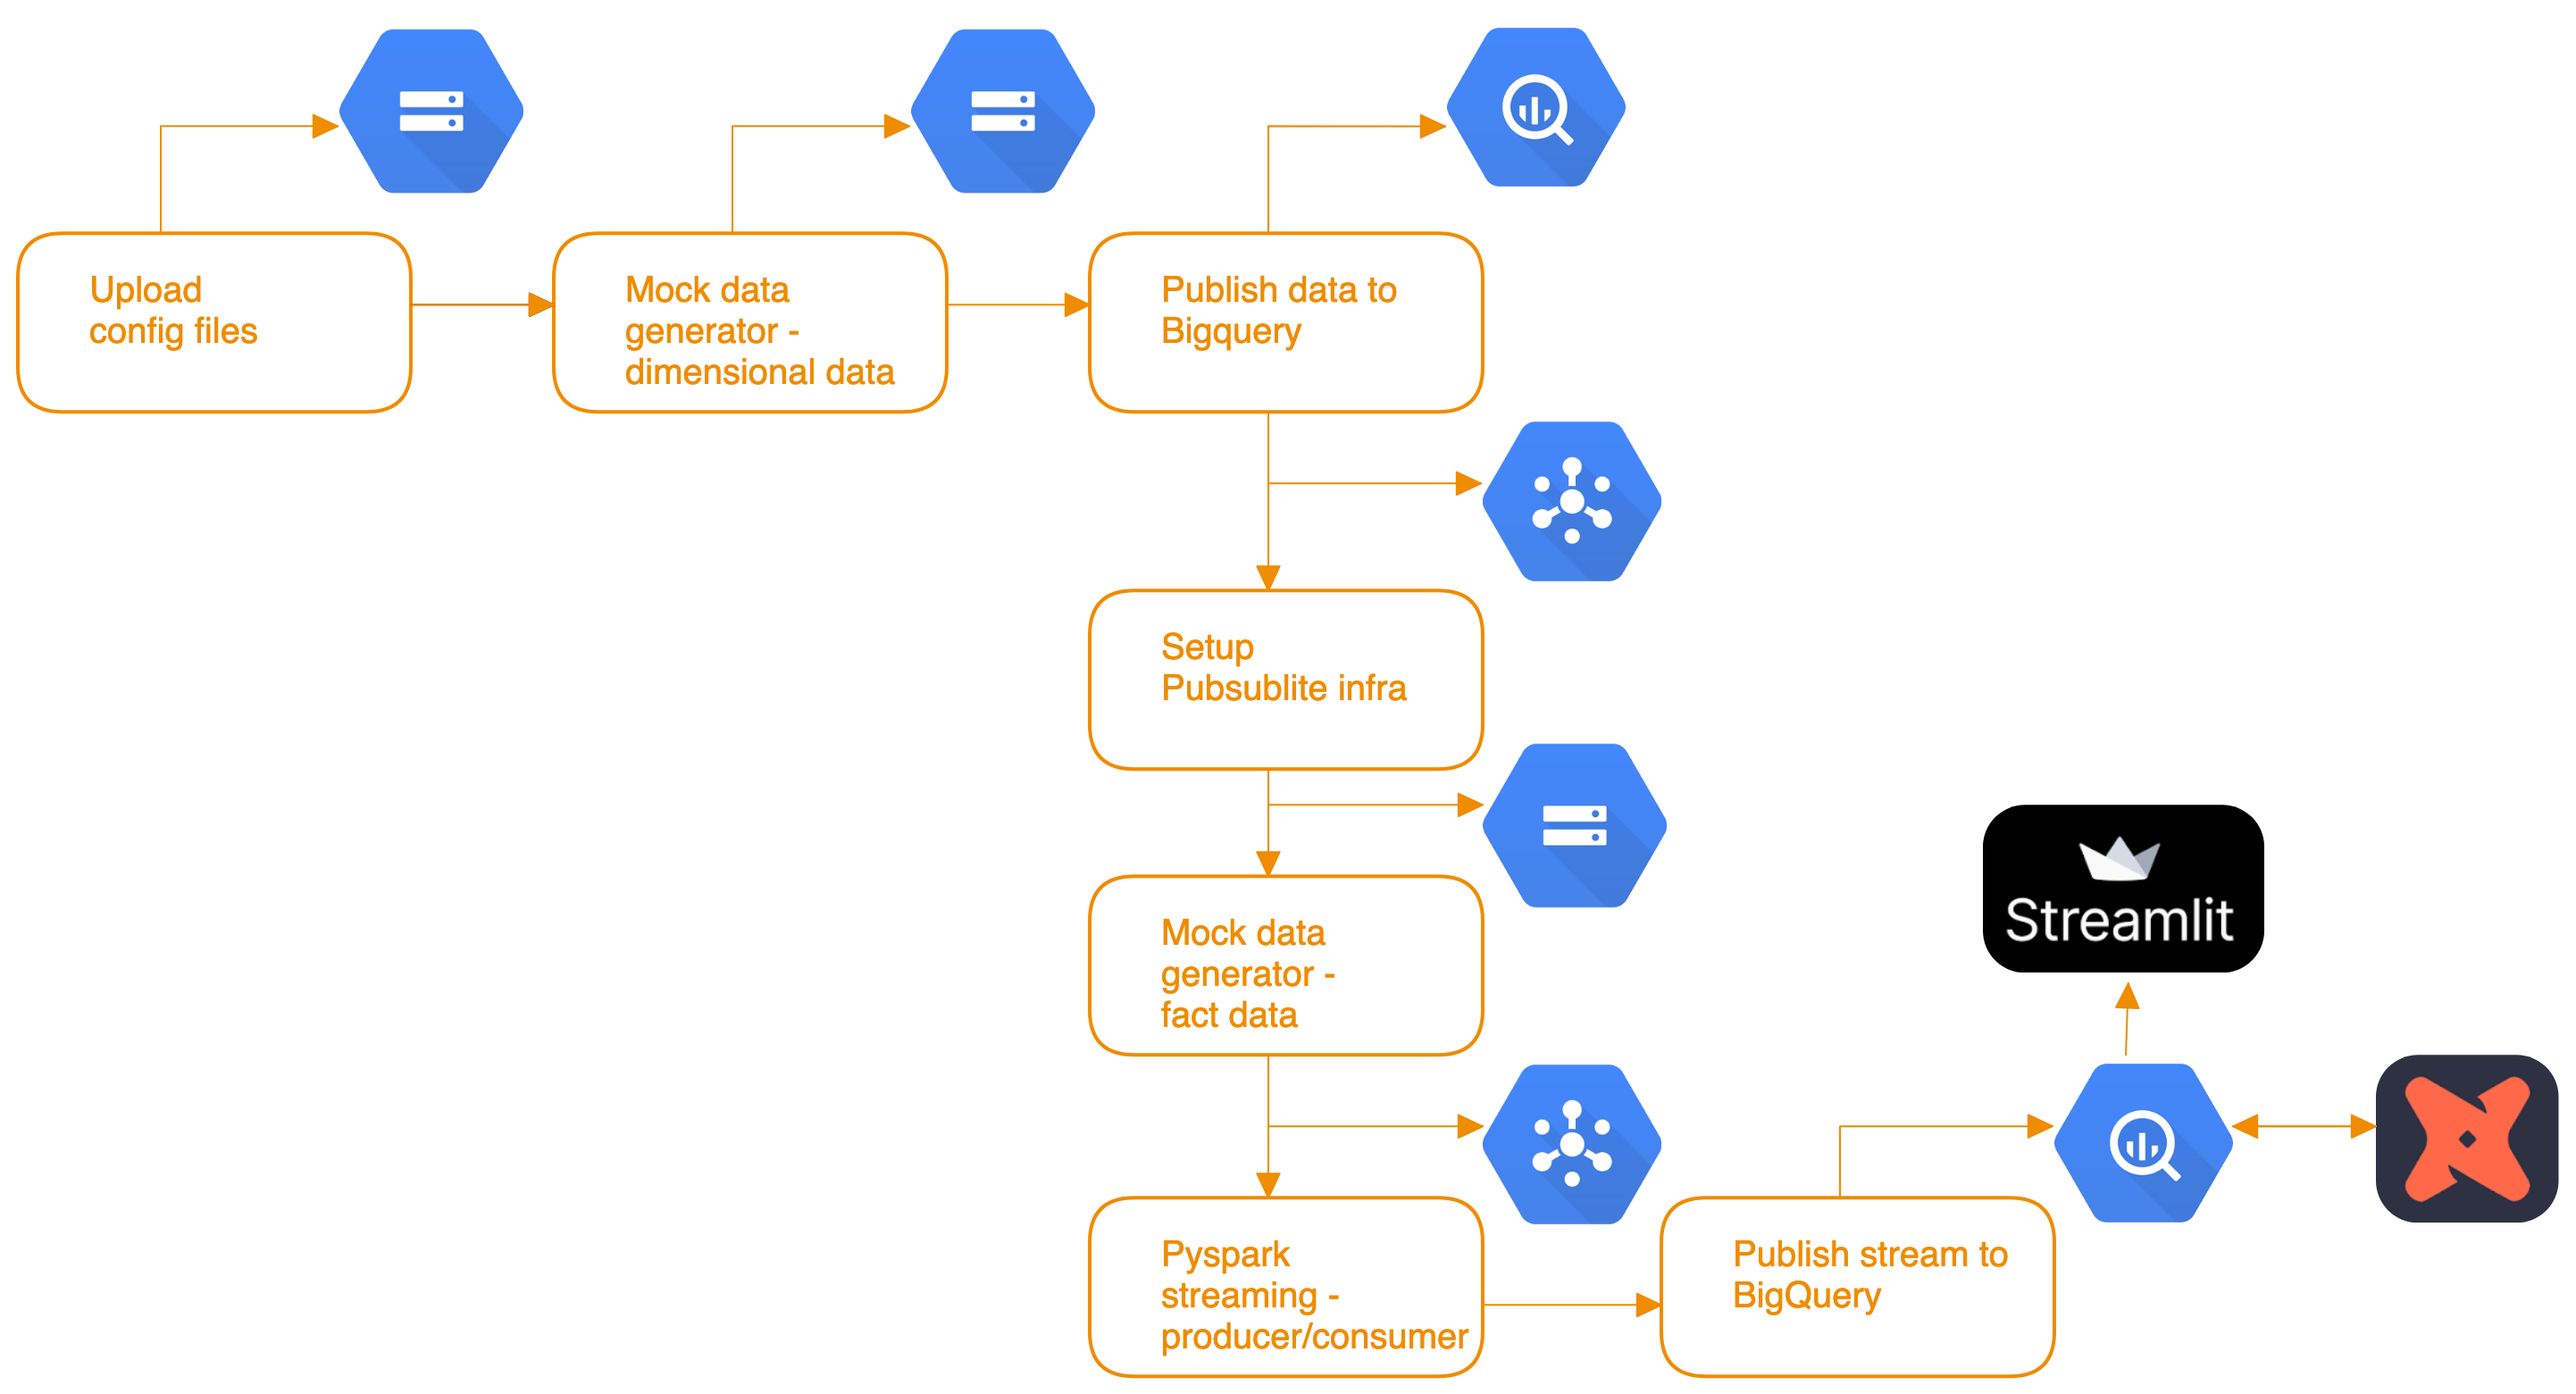 Upload
config files
Mock data
generator -
dimensional data
Publish data to
Bigquery
Setup
Pubsublite infra
Mock data
generator -
fact data
Streamlit
Pyspark
streaming -
producer/consumer
Publish stream to
BigQuery